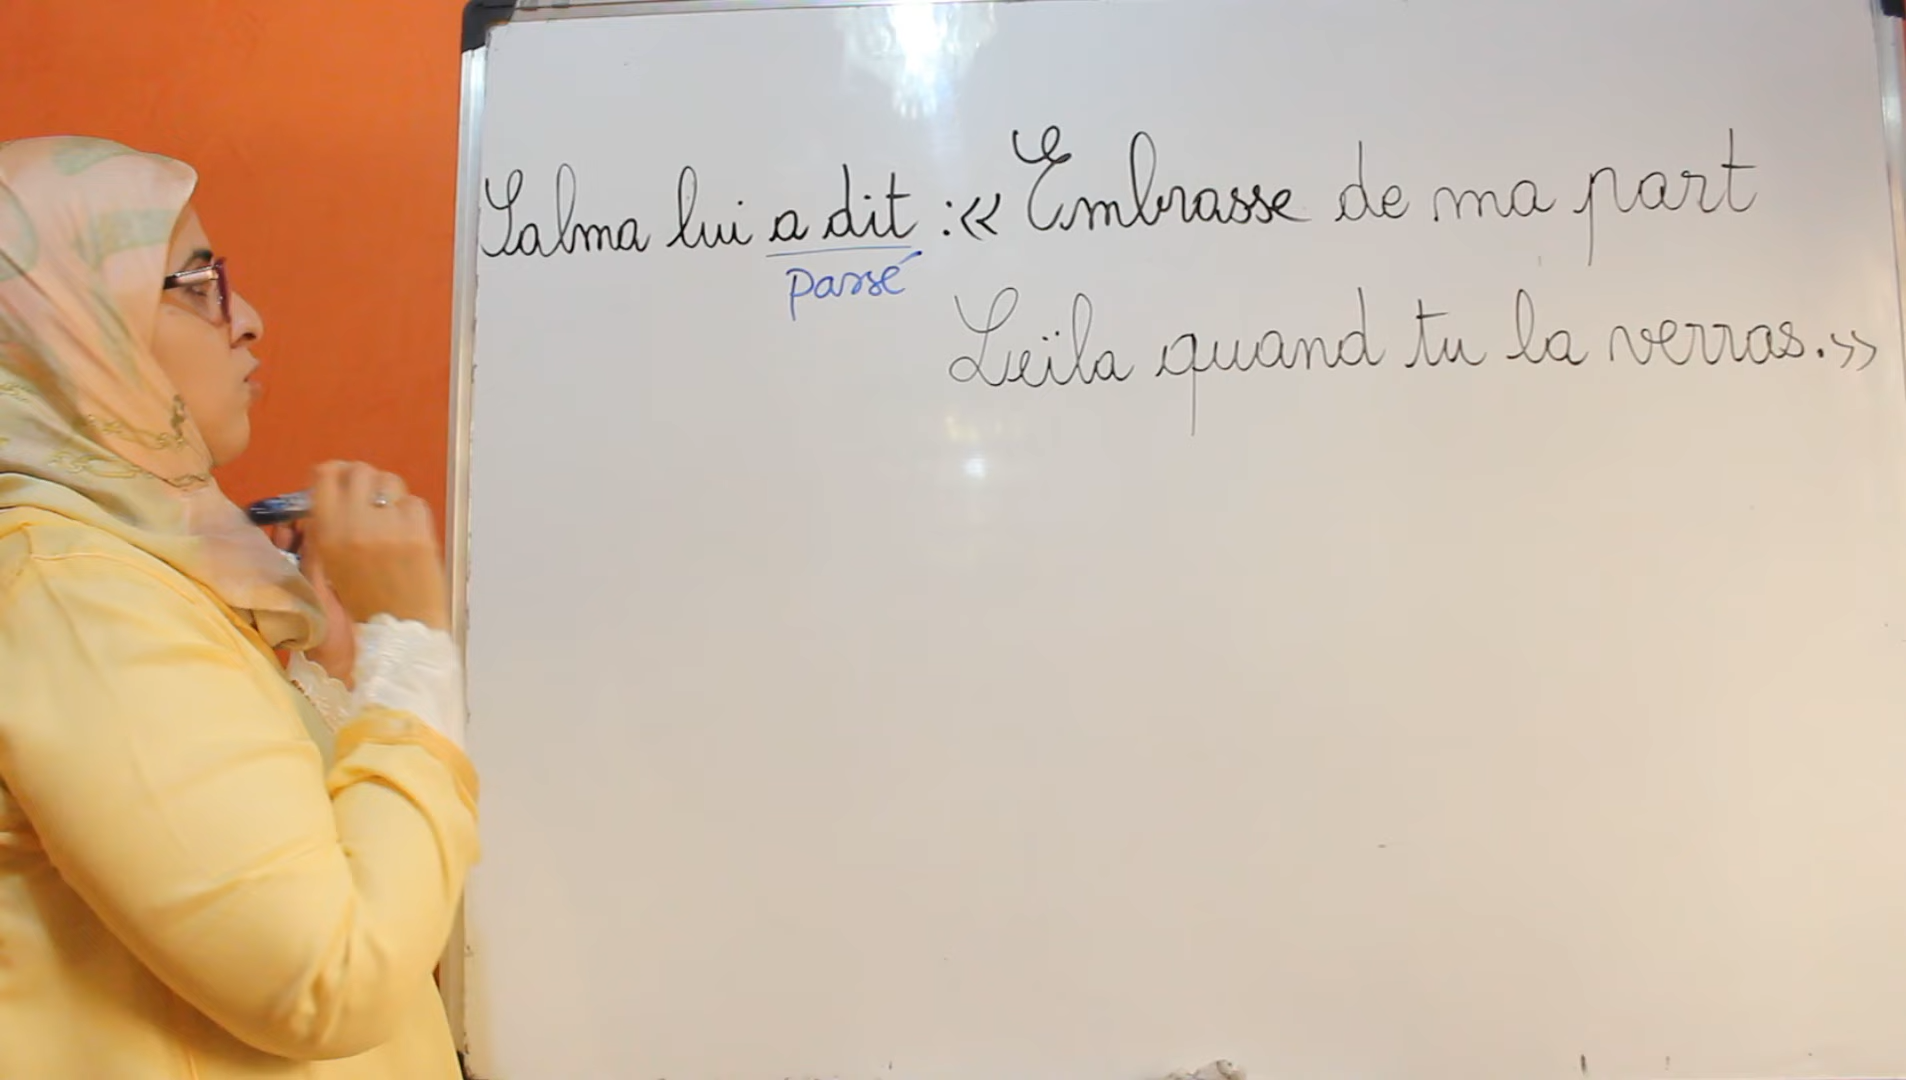 Salma lui a dit : « Embrasse de ma part
passé
Leïla quand tu la verras. »